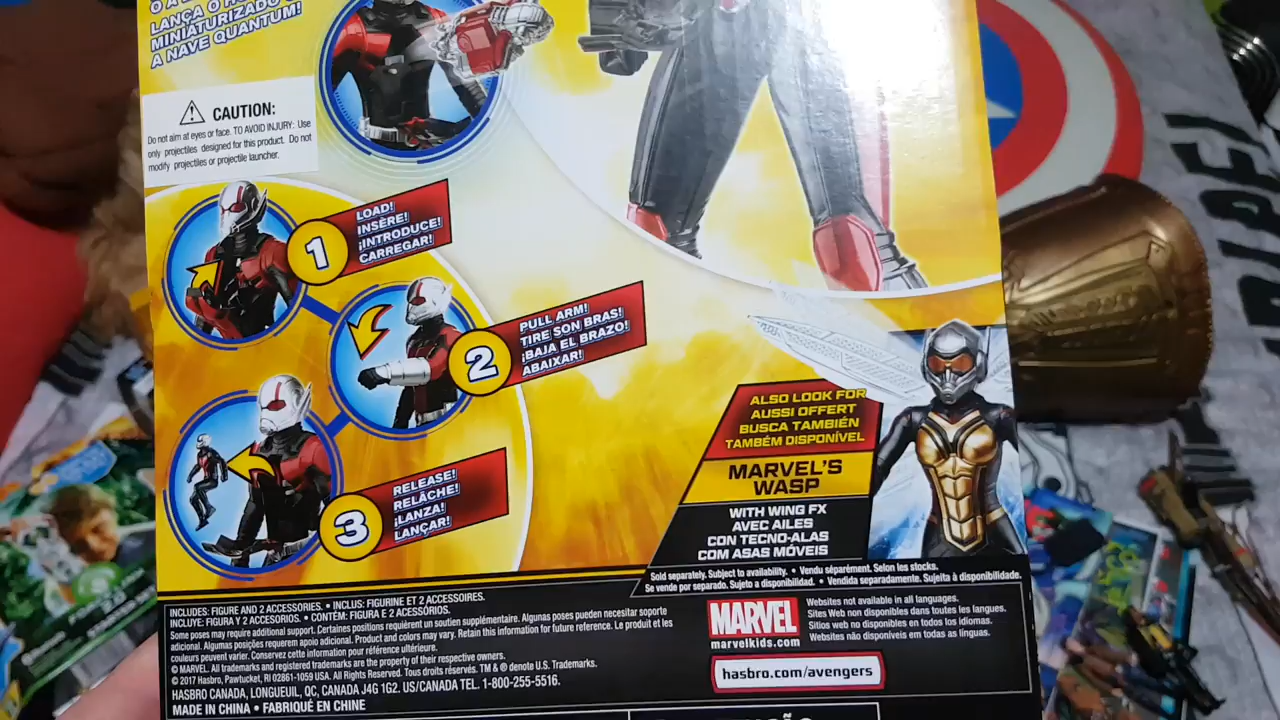 LANÇA O
MINIATURIZADO
A NAVE QUANTUM!
CAUTION:
Do not aim at eyes or face. TO AVOID INJURY: Use
only projectiles designed for this product. Do not
modify projectiles or projectile launcher.
1
LOAD!
INSÈRE!
¡INTRODUCE!
CARREGAR!
2
PULL ARM!
TIRE SON BRAS!
¡BAJA EL BRAZO!
ABAIXAR!
3
RELEASE!
RELÂCHE!
¡LANZA!
LANÇAR!
ALSO LOOK FOR
AUSSI OFFERT
BUSCA TAMBIÉN
TAMBÉM DISPONÍVEL
MARVEL'S
WASP
WITH WING FX
AVEC AILES
CON TECNO-ALAS
COM ASAS MÓVEIS
Sold separately. Subject to availability. • Vendu séparément. Selon les stocks.
Se vende por separado. Sujeto a disponibilidad. • Vendida separadamente. Sujeita à disponibilidade.
INCLUDES: FIGURE AND 2 ACCESSORIES. • INCLUS: FIGURINE ET 2 ACCESSOIRES.
INCLUYE: FIGURA Y 2 ACCESORIOS. • CONTÉM: FIGURA E 2 ACESSÓRIOS.
Some poses may require additional support. Certaines positions requièrent un soutien supplémentaire. Algunas poses pueden necesitar soporte
adicional. Algumas posições requerem apoio adicional. Product and colors may vary. Retain this information for future reference. Le produit et les
couleurs peuvent varier. Conservez cette information pour référence ultérieure.
© MARVEL. All trademarks and registered trademarks are the property of their respective owners.
© 2017 Hasbro, Pawtucket, RI 02861-1059 USA. All Rights Reserved. Tous droits réservés. TM & ® denote U.S. Trademarks.
HASBRO CANADA, LONGUEUIL, QC, CANADA J4G 1G2. US/CANADA TEL. 1-800-255-5516.
MADE IN CHINA • FABRIQUÉ EN CHINE
MARVEL
marvelkids.com
Websites not available in all languages.
Sites Web non disponibles dans toutes les langues.
Sitios web no disponibles en todos los idiomas.
Websites não disponíveis em todas as línguas.
hasbro.com/avengers